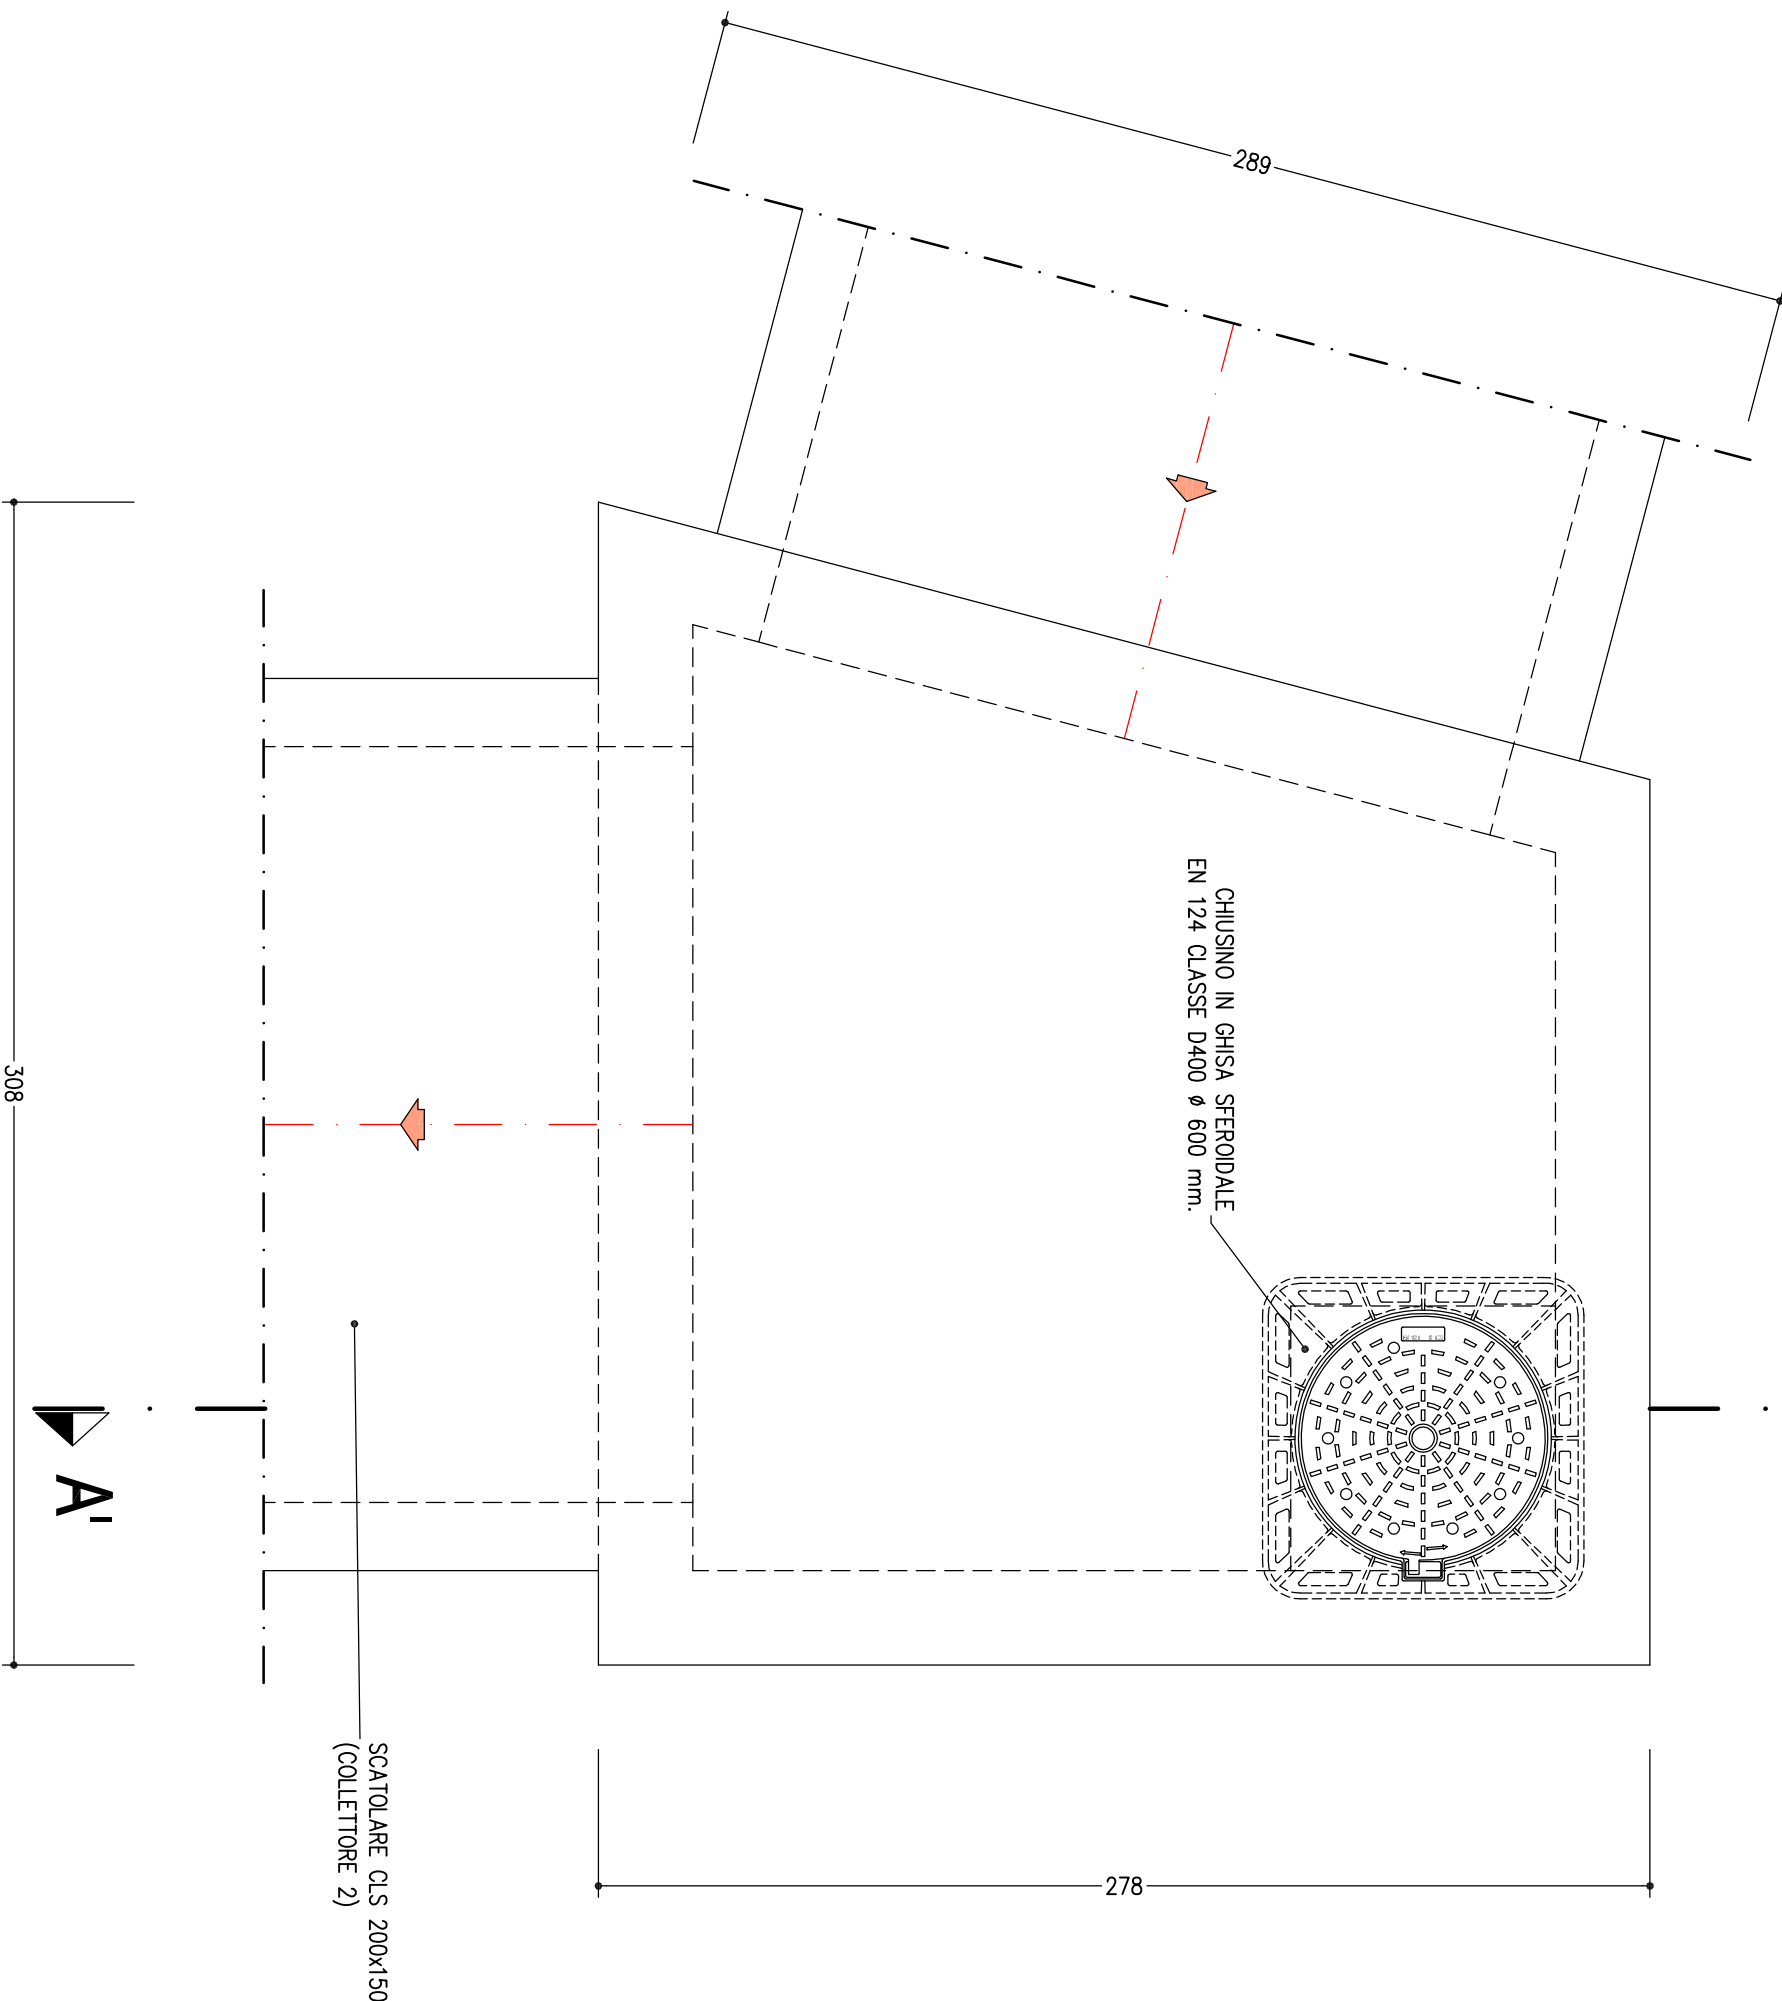 289
CHIUSINO IN GHISA SFEROIDALE
EN 124 CLASSE D400 ø 600 mm.
308
A'
SCATOLARE CLS 200x150
(COLLETTORE 2)
278